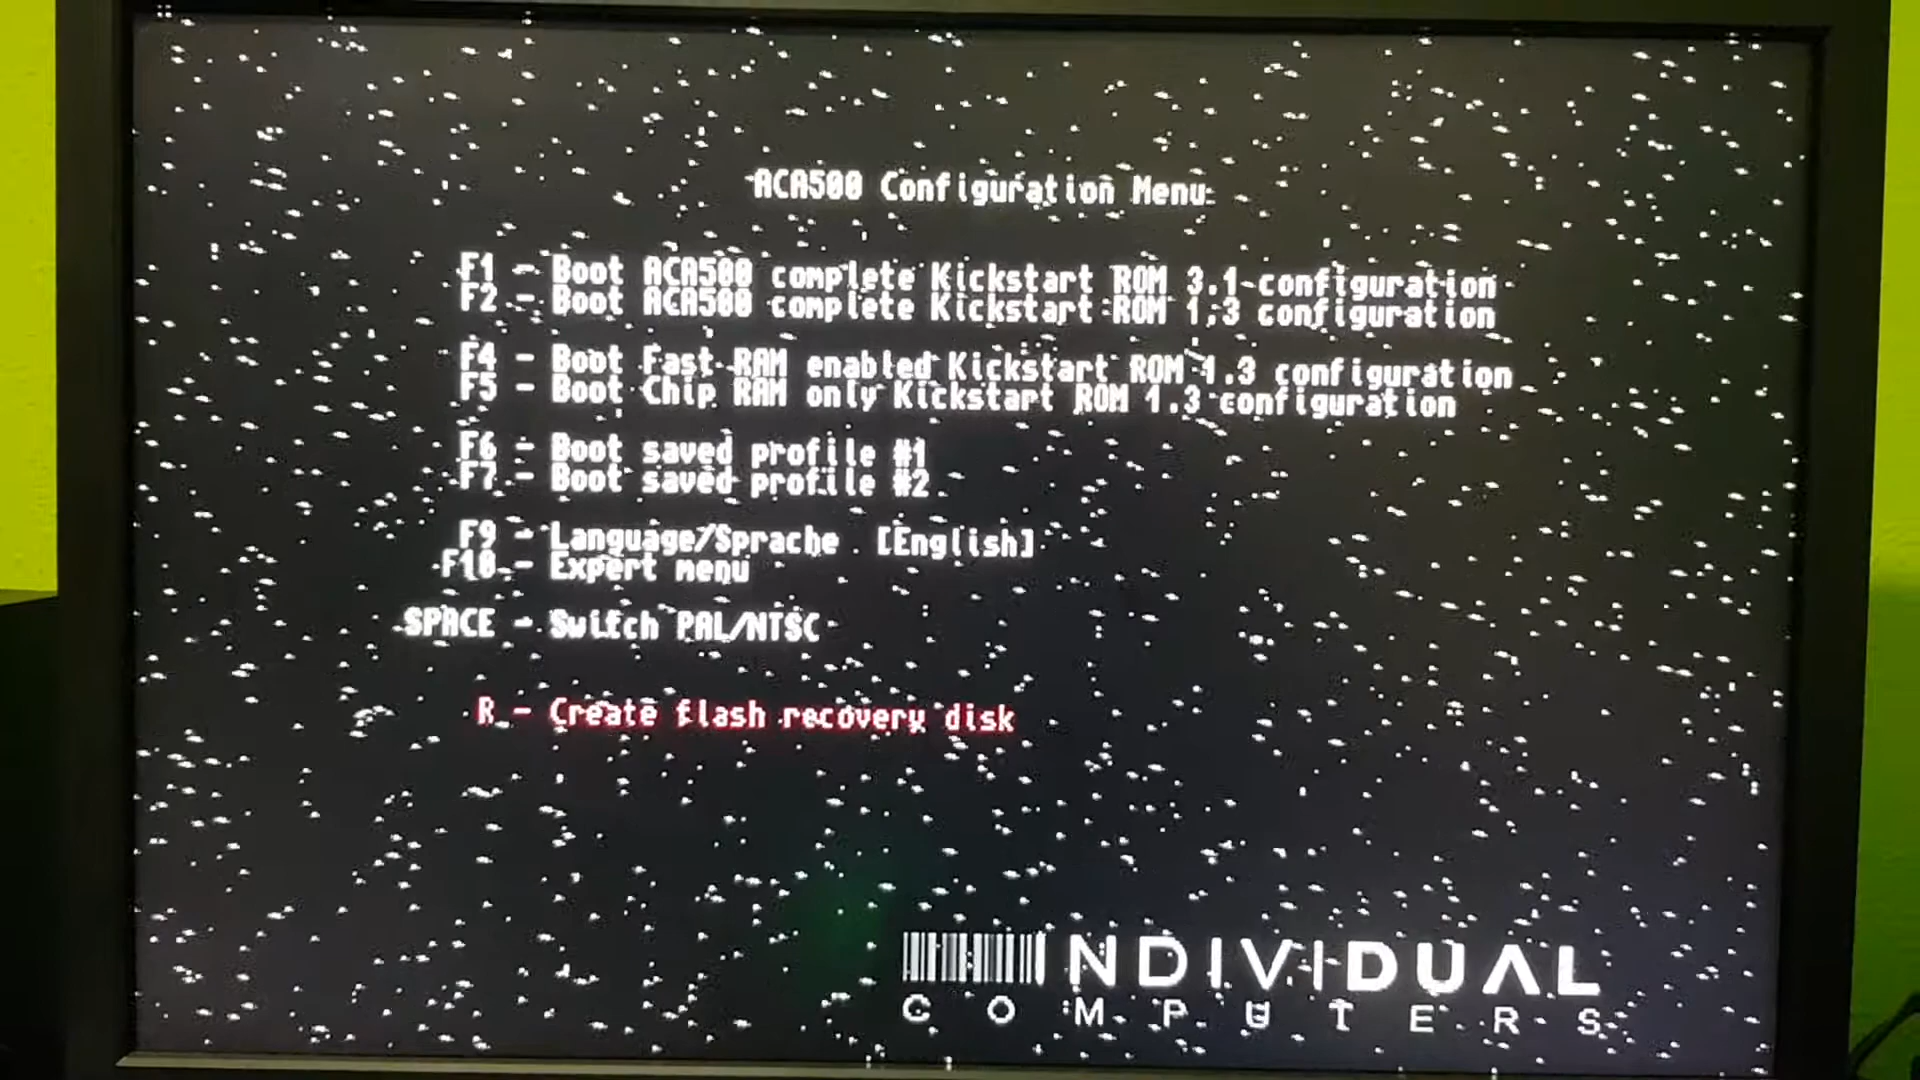 ACA500 Configuration Menu
F1 - Boot ACA500 complete Kickstart ROM 3.1 configuration
F2 - Boot ACA500 complete Kickstart ROM 1.3 configuration
F4 - Boot Fast RAM enabled Kickstart ROM 1.3 configuration
F5 - Boot Chip RAM only Kickstart ROM 1.3 configuration
F6 - Boot saved profile #1
F7 - Boot saved profile #2
F9 - Language/Sprache [English]
F10 - Expert menu
SPACE - Switch PAL/NTSC
R - Create flash recovery disk
INDIVIDUAL
COMPUTERS